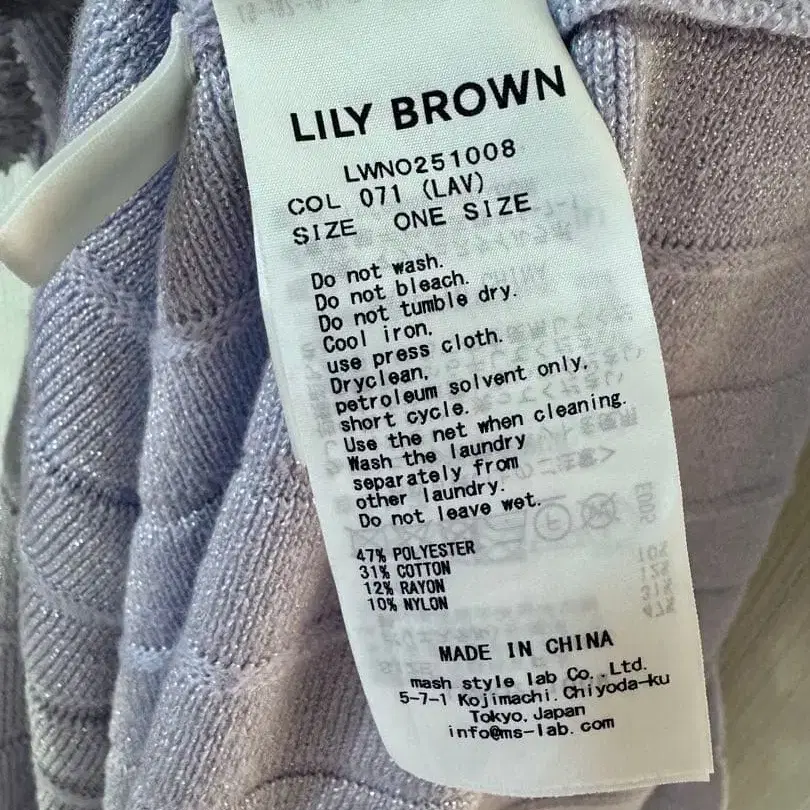 LILY BROWN
LWNO251008
COL 071 (LAV)
SIZE ONE SIZE
Do not wash.
Do not bleach.
Do not tumble dry.
Cool iron.
use press cloth.
Dryclean.
petroleum solvent only.
short cycle.
Use the net when cleaning.
Wash the laundry
separately from
other laundry.
Do not leave wet.
47% POLYESTER
31% COTTON
12% RAYON
10% NYLON
MADE IN CHINA
mash style lab Co., Ltd.
5-7-1 Kojimachi. Chiyoda-ku
Tokyo. Japan
info@ms-lab. com